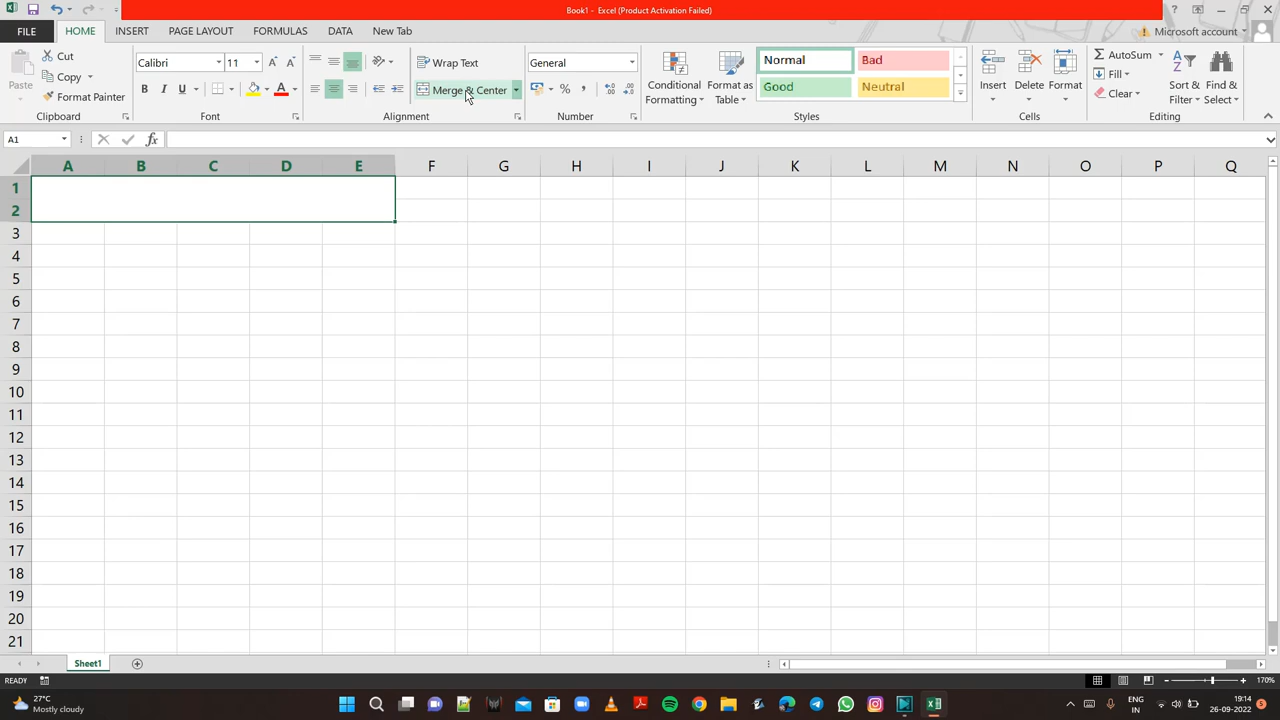 Book1 - Excel (Product Activation Failed)
FILE HOME INSERT PAGE LAYOUT FORMULAS DATA New Tab Microsoft account
Cut
Copy
Format Painter
Paste
Clipboard
Calibri 11
B I U
Font
Wrap Text
Merge & Center
Alignment
General
%
Number
Conditional Formatting
Format as Table
Normal Bad
Good Neutral
Styles
Insert Delete Format
Cells
AutoSum
Fill
Clear
Sort & Filter
Find & Select
Editing
A1 fx
A B C D E F G H I J K L M N O P Q
1
2
3
4
5
6
7
8
9
10
11
12
13
14
15
16
17
18
19
20
21
Sheet1
READY 170%
27°C
Mostly cloudy
ENG
IN
19:14
26-09-2022